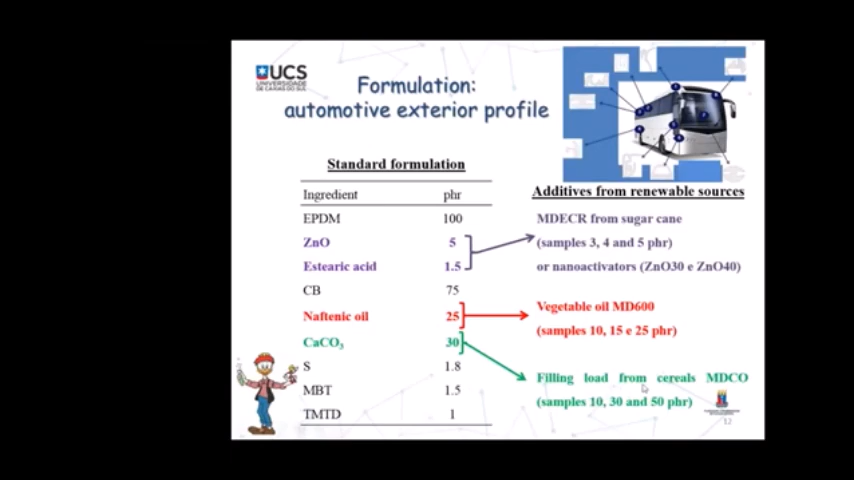 UCS
UNIVERSIDADE
DE CAXIAS DO SUL
Formulation:
automotive exterior profile
Standard formulation
Ingredient phr
EPDM 100
ZnO 5
Estearic acid 1.5
CB 75
Naftenic oil 25
CaCO3 30
S 1.8
MBT 1.5
TMTD 1
Additives from renewable sources
MDECR from sugar cane
(samples 3, 4 and 5 phr)
or nanoactivators (ZnO30 e ZnO40)
Vegetable oil MD600
(samples 10, 15 e 25 phr)
Filling load from cereals MDCO
(samples 10, 30 and 50 phr)
12